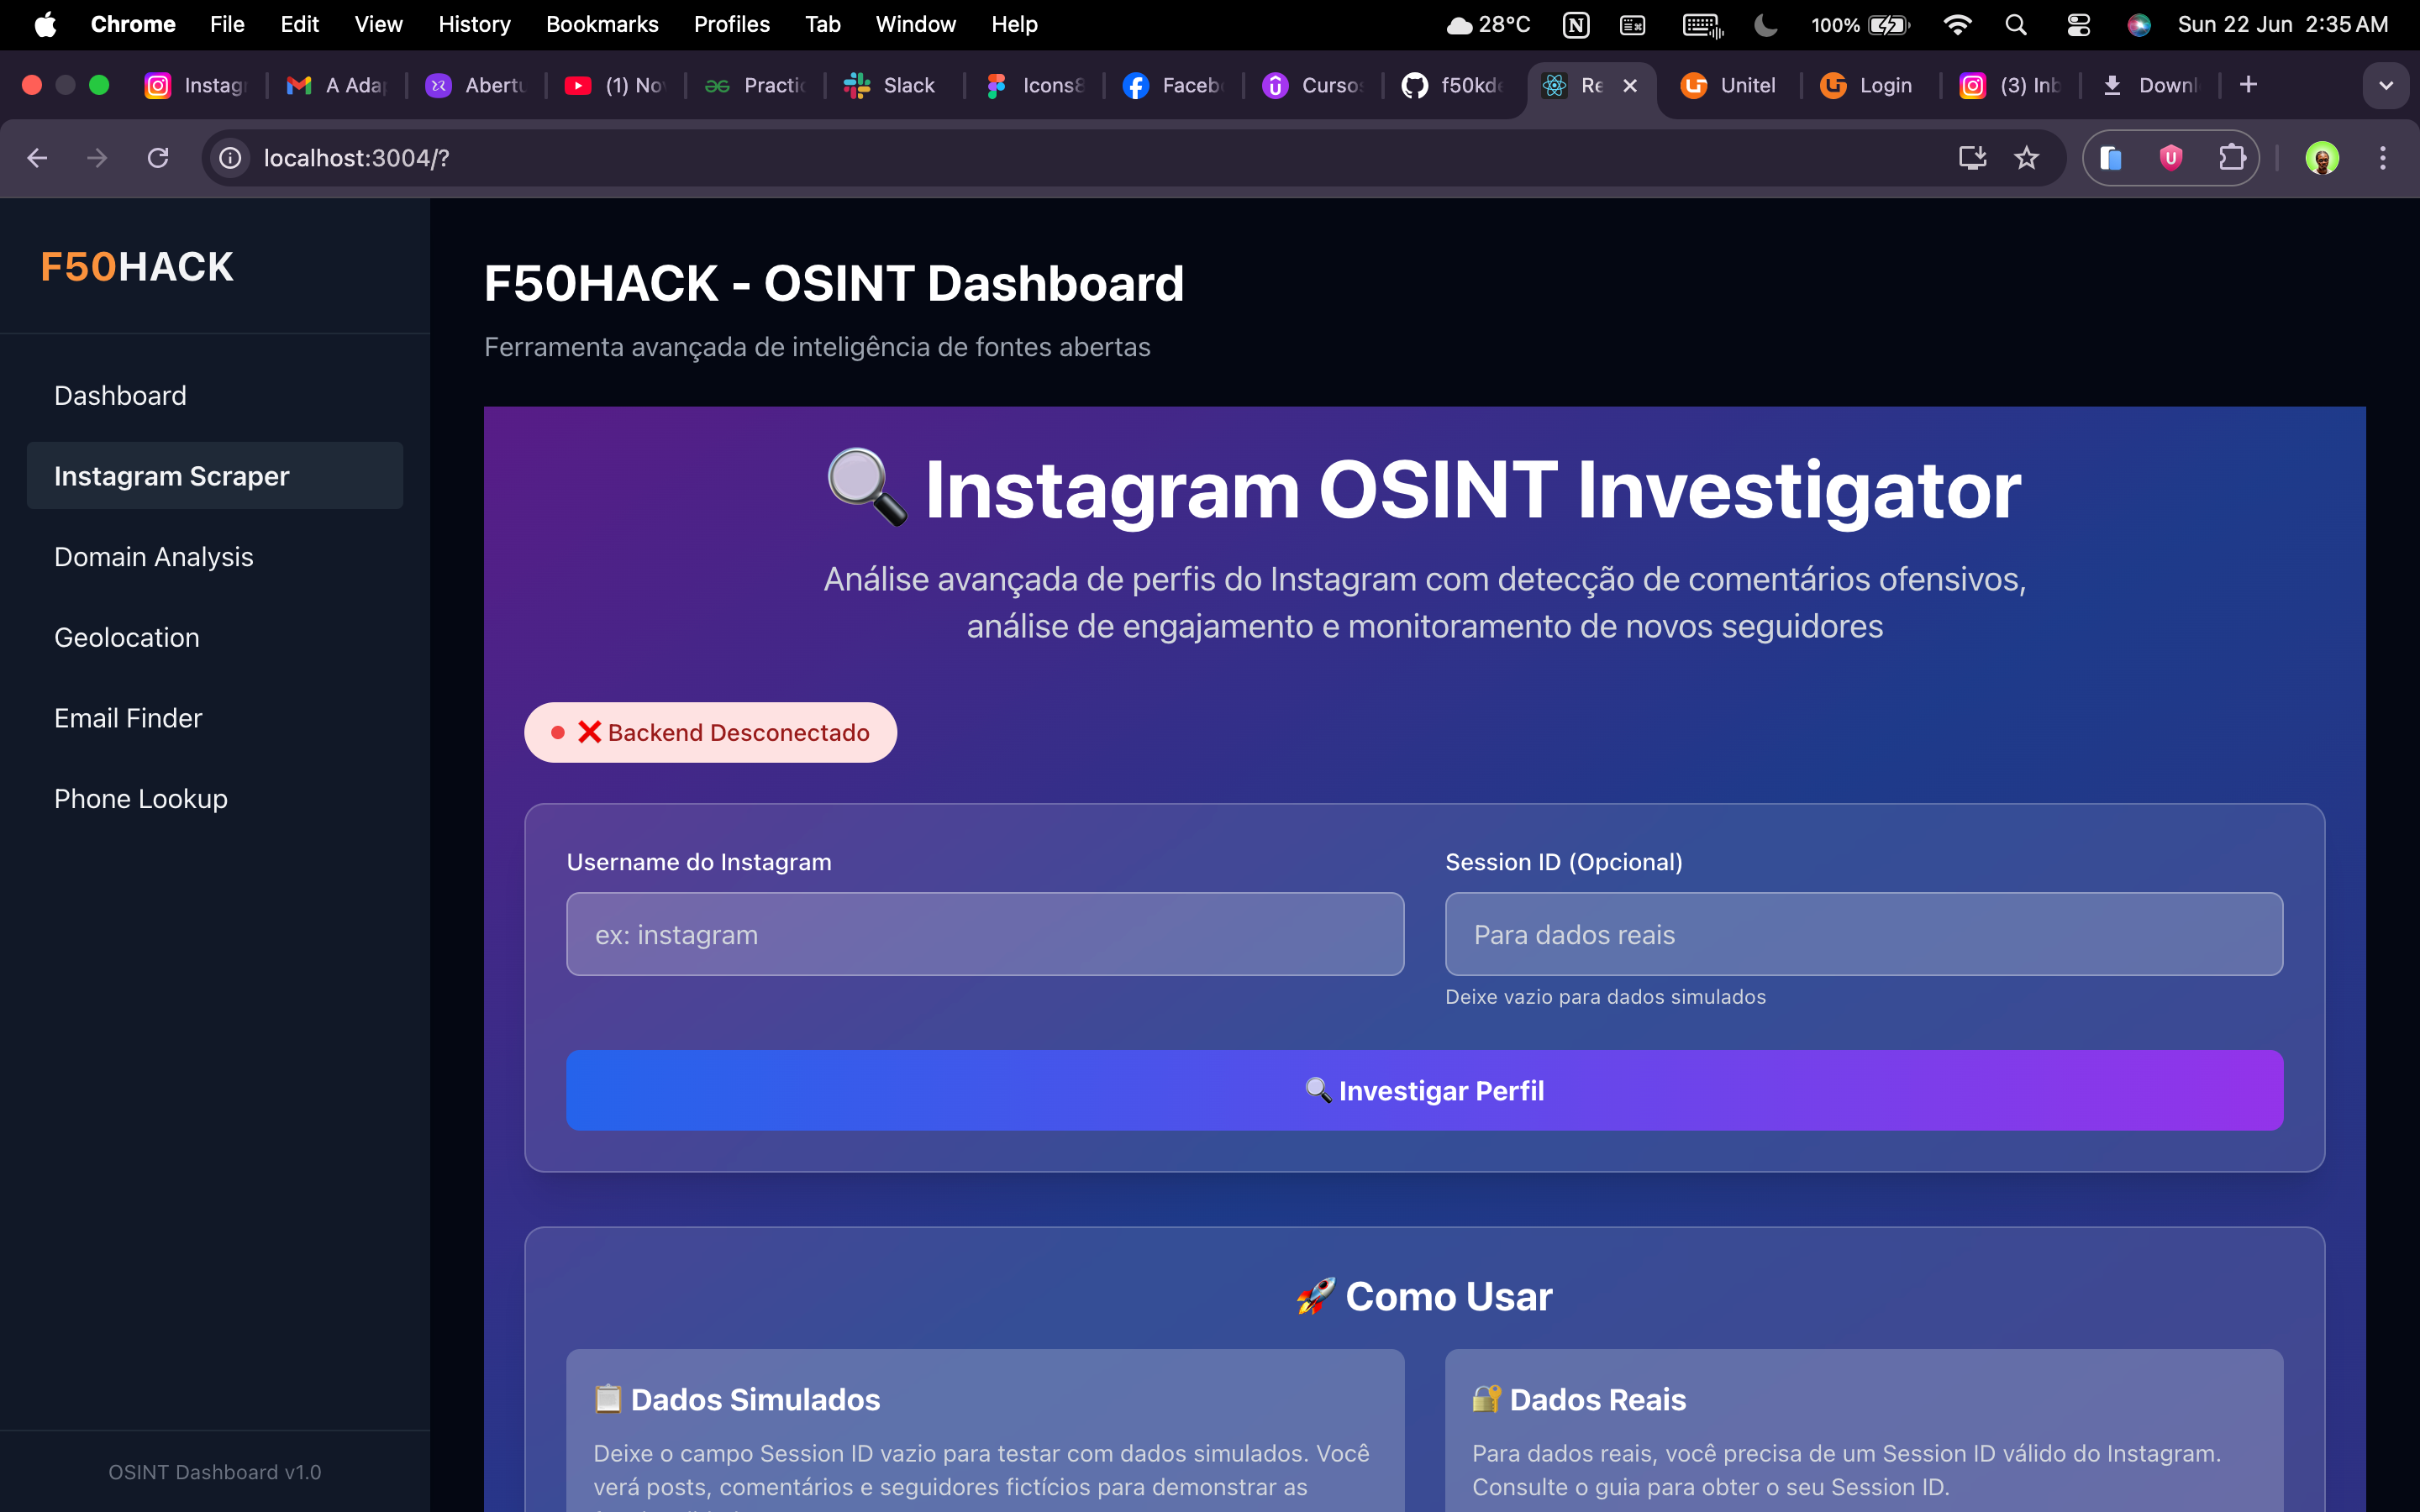 Chrome File Edit View History Bookmarks Profiles Tab Window Help 28°C 100% Sun 22 Jun 2:35 AM
Instagr A Adap Abertu (1) No Practic Slack Icons8 Faceb Cursos f50kde Re Unitel Login (3) Inb Downl
localhost:3004/?
F50HACK
Dashboard
Instagram Scraper
Domain Analysis
Geolocation
Email Finder
Phone Lookup
OSINT Dashboard v1.0
F50HACK - OSINT Dashboard
Ferramenta avançada de inteligência de fontes abertas
Instagram OSINT Investigator
Análise avançada de perfis do Instagram com detecção de comentários ofensivos,
análise de engajamento e monitoramento de novos seguidores
Backend Desconectado
Username do Instagram
ex: instagram
Session ID (Opcional)
Para dados reais
Deixe vazio para dados simulados
Investigar Perfil
Como Usar
Dados Simulados
Deixe o campo Session ID vazio para testar com dados simulados. Você
verá posts, comentários e seguidores fictícios para demonstrar as
Dados Reais
Para dados reais, você precisa de um Session ID válido do Instagram.
Consulte o guia para obter o seu Session ID.